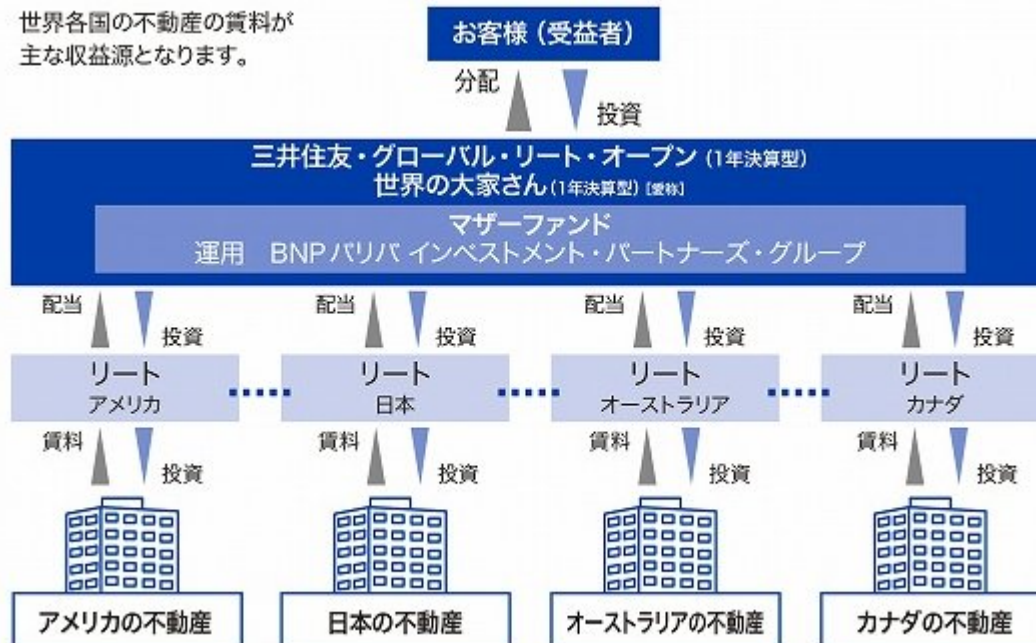 世界各国の不動産の賃料が
主な収益源となります。
お客様（受益者）
分配
投資
三井住友・グローバル・リート・オープン（1年決算型）
世界の大家さん（1年決算型）［愛称］
マザーファンド
運用　BNPパリバ インベストメント・パートナーズ・グループ
配当 投資 配当 投資 配当 投資 配当 投資
リート リート リート リート
アメリカ 日本 オーストラリア カナダ
賃料 投資 賃料 投資 賃料 投資 賃料 投資
アメリカの不動産 日本の不動産 オーストラリアの不動産 カナダの不動産